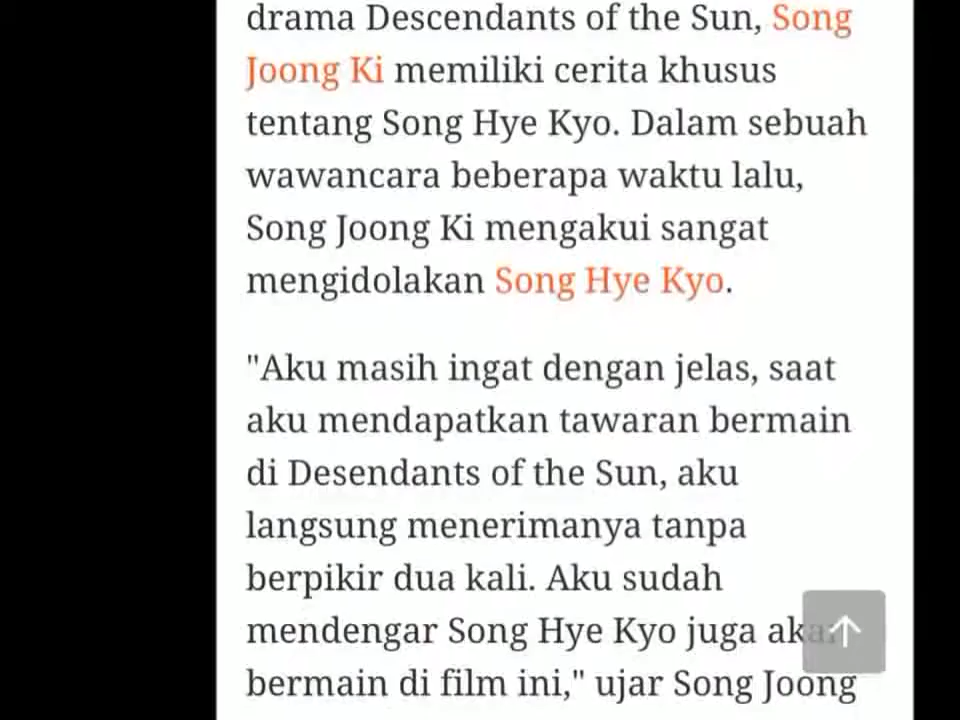 drama Descendants of the Sun, Song
Joong Ki memiliki cerita khusus
tentang Song Hye Kyo. Dalam sebuah
wawancara beberapa waktu lalu,
Song Joong Ki mengakui sangat
mengidolakan Song Hye Kyo.
"Aku masih ingat dengan jelas, saat
aku mendapatkan tawaran bermain
di Desendants of the Sun, aku
langsung menerimanya tanpa
berpikir dua kali. Aku sudah
mendengar Song Hye Kyo juga akan
bermain di film ini," ujar Song Joong